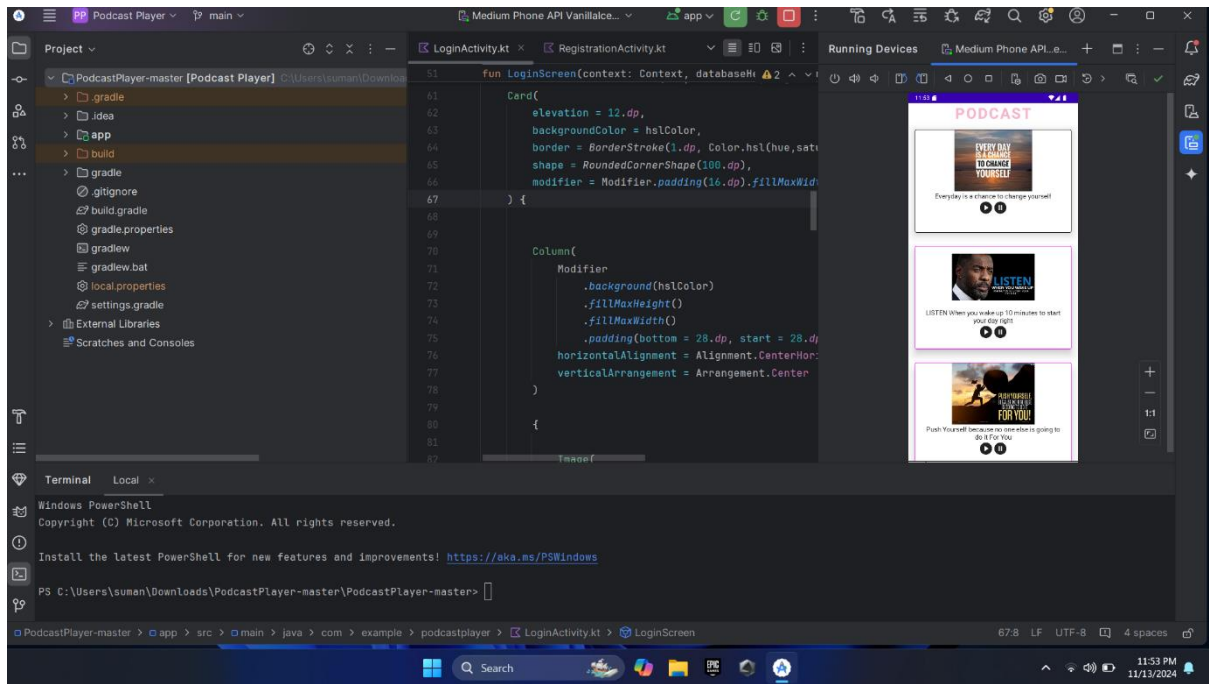 PP Podcast Player main Medium Phone API VanillaIce... app
Project
LoginActivity.kt
RegistrationActivity.kt
Running Devices
Medium Phone API...e...
PodcastPlayer-master [Podcast Player] C:\Users\suman\Downloa
.gradle
.idea
app
build
gradle
.gitignore
build.gradle
gradle.properties
gradlew
gradlew.bat
local.properties
settings.gradle
External Libraries
Scratches and Consoles
51 fun LoginScreen(context: Context, databaseHe 2
61 Card(
62 elevation = 12.dp,
63 backgroundColor = hslColor,
64 border = BorderStroke(1.dp, Color.hsl(hue,satu
65 shape = RoundedCornerShape(100.dp),
66 modifier = Modifier.padding(16.dp).fillMaxWid
67 ) {
68
69
70 Column(
71 Modifier
72 .background(hslColor)
73 .fillMaxHeight()
74 .fillMaxWidth()
75 .padding(bottom = 28.dp, start = 28.dp
76 horizontalAlignment = Alignment.CenterHor
77 verticalArrangement = Arrangement.Center
78 )
79
80 {
81
82 Image(
11:53
PODCAST
EVERY DAY
IS A CHANCE
TO CHANGE
YOURSELF
Everyday is a chance to change yourself
LISTEN
LISTEN When you wake up 10 minutes to start
your day right
PUSH YOURSELF,
FOR YOU!
Push Yourself because no one else is going to
do it For You
1:1
Terminal Local
Windows PowerShell
Copyright (C) Microsoft Corporation. All rights reserved.
Install the latest PowerShell for new features and improvements! https://aka.ms/PSWindows
PS C:\Users\suman\Downloads\PodcastPlayer-master\PodcastPlayer-master>
PodcastPlayer-master > app > src > main > java > com > example > podcastplayer > LoginActivity.kt > LoginScreen
67:8 LF UTF-8 4 spaces
Search
EPIC
11:53 PM
11/13/2024